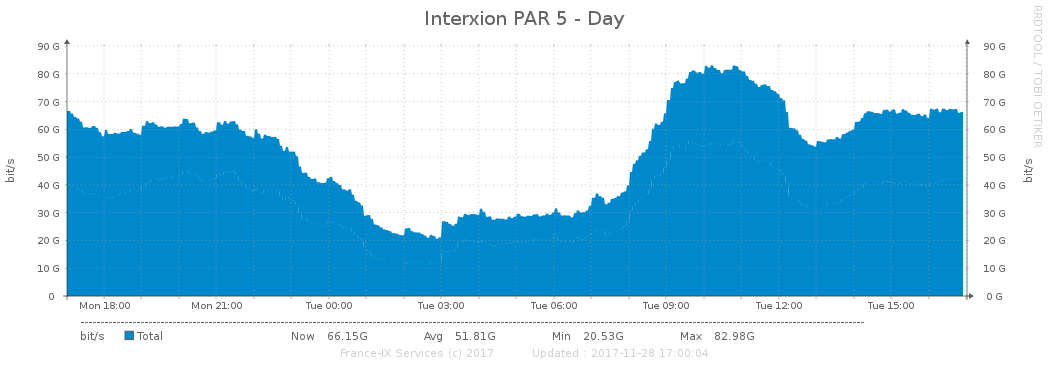 Interxion PAR 5 - Day
RRDTOOL / TOBI OETIKER
90 G 90 G
80 G 80 G
70 G 70 G
60 G 60 G
50 G 50 G
40 G 40 G
30 G 30 G
20 G 20 G
10 G 10 G
0 0 G
bit/s bit/s
Mon 18:00 Mon 21:00 Tue 00:00 Tue 03:00 Tue 06:00 Tue 09:00 Tue 12:00 Tue 15:00
bit/s Total Now 66.15G Avg 51.81G Min 20.53G Max 82.98G
France-IX Services (c) 2017 Updated : 2017-11-28 17:00:04